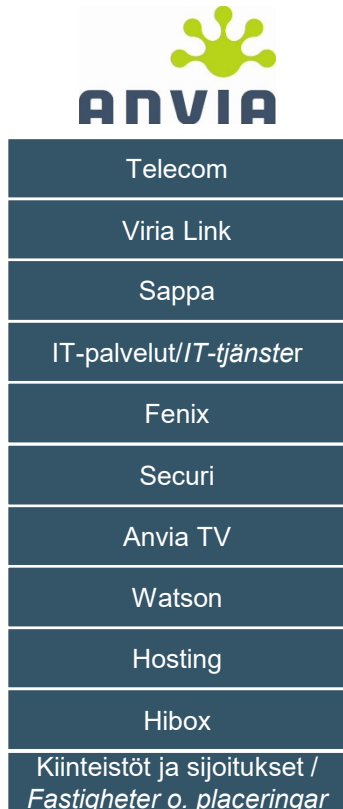 ANVIA
Telecom
Viria Link
Sappa
IT-palvelut/IT-tjänster
Fenix
Securi
Anvia TV
Watson
Hosting
Hibox
Kiinteistöt ja sijoitukset /
Fastigheter o. placeringar